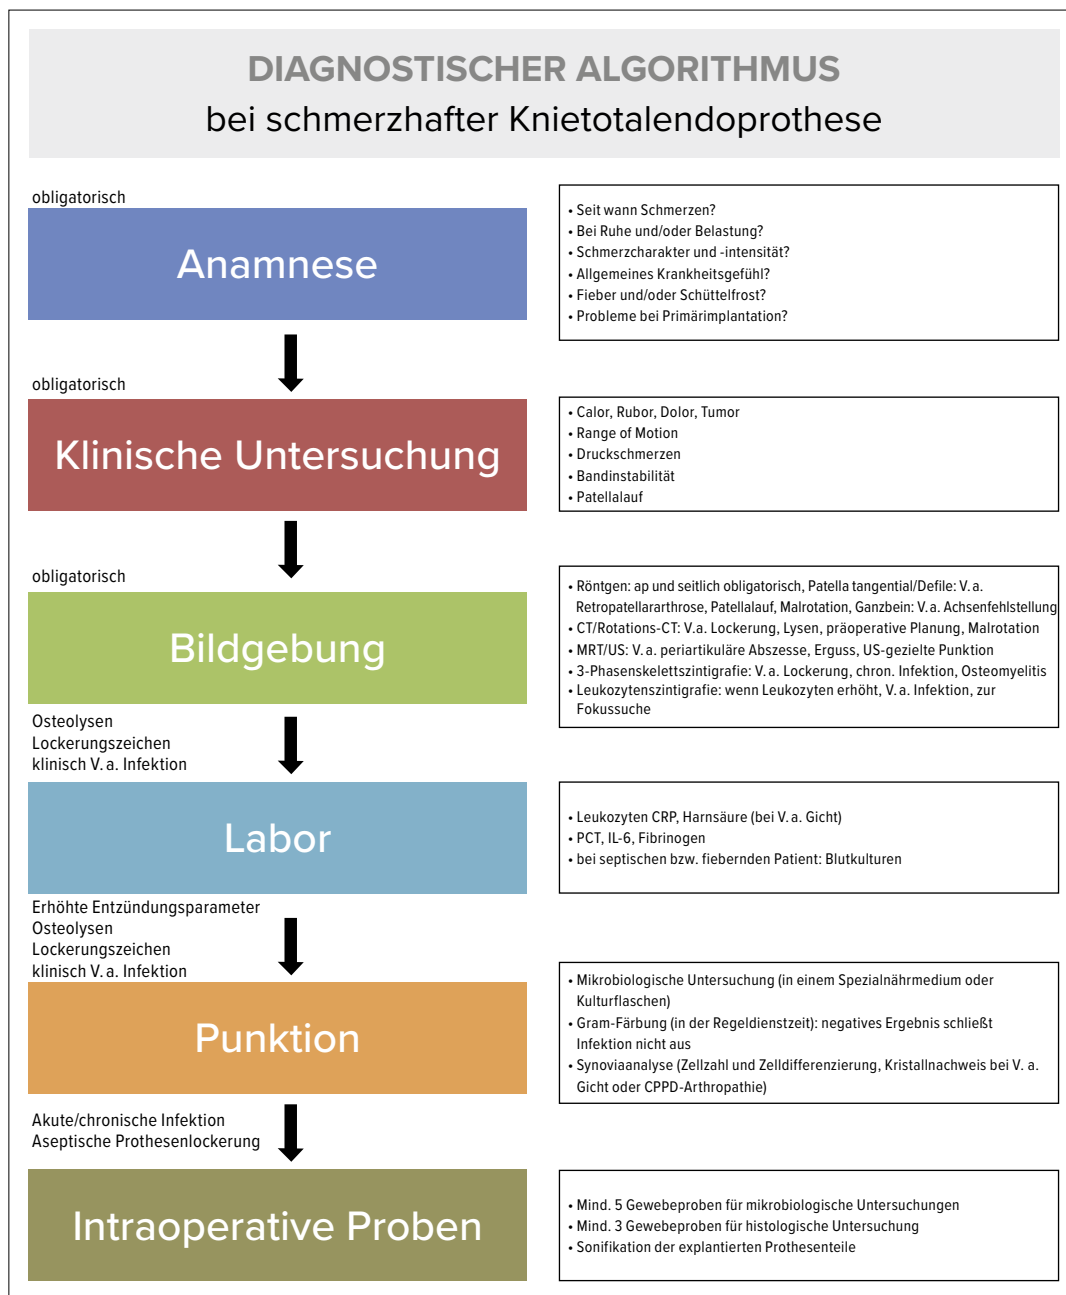 DIAGNOSTISCHER ALGORITHMUS
bei schmerzhafter Knietotalendoprothese
obligatorisch
Anamnese
• Seit wann Schmerzen?
• Bei Ruhe und/oder Belastung?
• Schmerzcharakter und -intensität?
• Allgemeines Krankheitsgefühl?
• Fieber und/oder Schüttelfrost?
• Probleme bei Primärimplantation?
obligatorisch
Klinische Untersuchung
• Calor, Rubor, Dolor, Tumor
• Range of Motion
• Druckschmerzen
• Bandinstabilität
• Patellalauf
obligatorisch
Bildgebung
• Röntgen: ap und seitlich obligatorisch, Patella tangential/Defile: V. a.
Retropatellararthrose, Patellalauf, Malrotation, Ganzbein: V. a. Achsenfehlstellung
• CT/Rotations-CT: V. a. Lockerung, Lysen, präoperative Planung, Malrotation
• MRT/US: V. a. periartikuläre Abszesse, Erguss, US-gezielte Punktion
• 3-Phasenskelettszintigrafie: V. a. Lockerung, chron. Infektion, Osteomyelitis
• Leukozytenszintigrafie: wenn Leukozyten erhöht, V. a. Infektion, zur
Fokussuche
Osteolysen
Lockerungszeichen
klinisch V. a. Infektion
Labor
• Leukozyten CRP, Harnsäure (bei V. a. Gicht)
• PCT, IL-6, Fibrinogen
• bei septischen bzw. fiebernden Patient: Blutkulturen
Erhöhte Entzündungsparameter
Osteolysen
Lockerungszeichen
klinisch V. a. Infektion
Punktion
• Mikrobiologische Untersuchung (in einem Spezialnährmedium oder
Kulturflaschen)
• Gram-Färbung (in der Regeldienstzeit): negatives Ergebnis schließt
Infektion nicht aus
• Synoviaanalyse (Zellzahl und Zelldifferenzierung, Kristallnachweis bei V. a.
Gicht oder CPPD-Arthropathie)
Akute/chronische Infektion
Aseptische Prothesenlockerung
Intraoperative Proben
• Mind. 5 Gewebeproben für mikrobiologische Untersuchungen
• Mind. 3 Gewebeproben für histologische Untersuchung
• Sonifikation der explantierten Prothesenteile